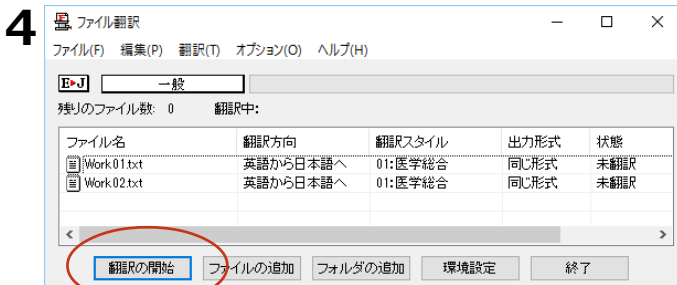 4
ファイル翻訳
ファイル(F) 編集(P) 翻訳(T) オプション(O) ヘルプ(H)
E▸J 一般
残りのファイル数: 0 翻訳中:
ファイル名 翻訳方向 翻訳スタイル 出力形式 状態
Work01.txt 英語から日本語へ 01:医学総合 同じ形式 未翻訳
Work02.txt 英語から日本語へ 01:医学総合 同じ形式 未翻訳
翻訳の開始 ファイルの追加 フォルダの追加 環境設定 終了